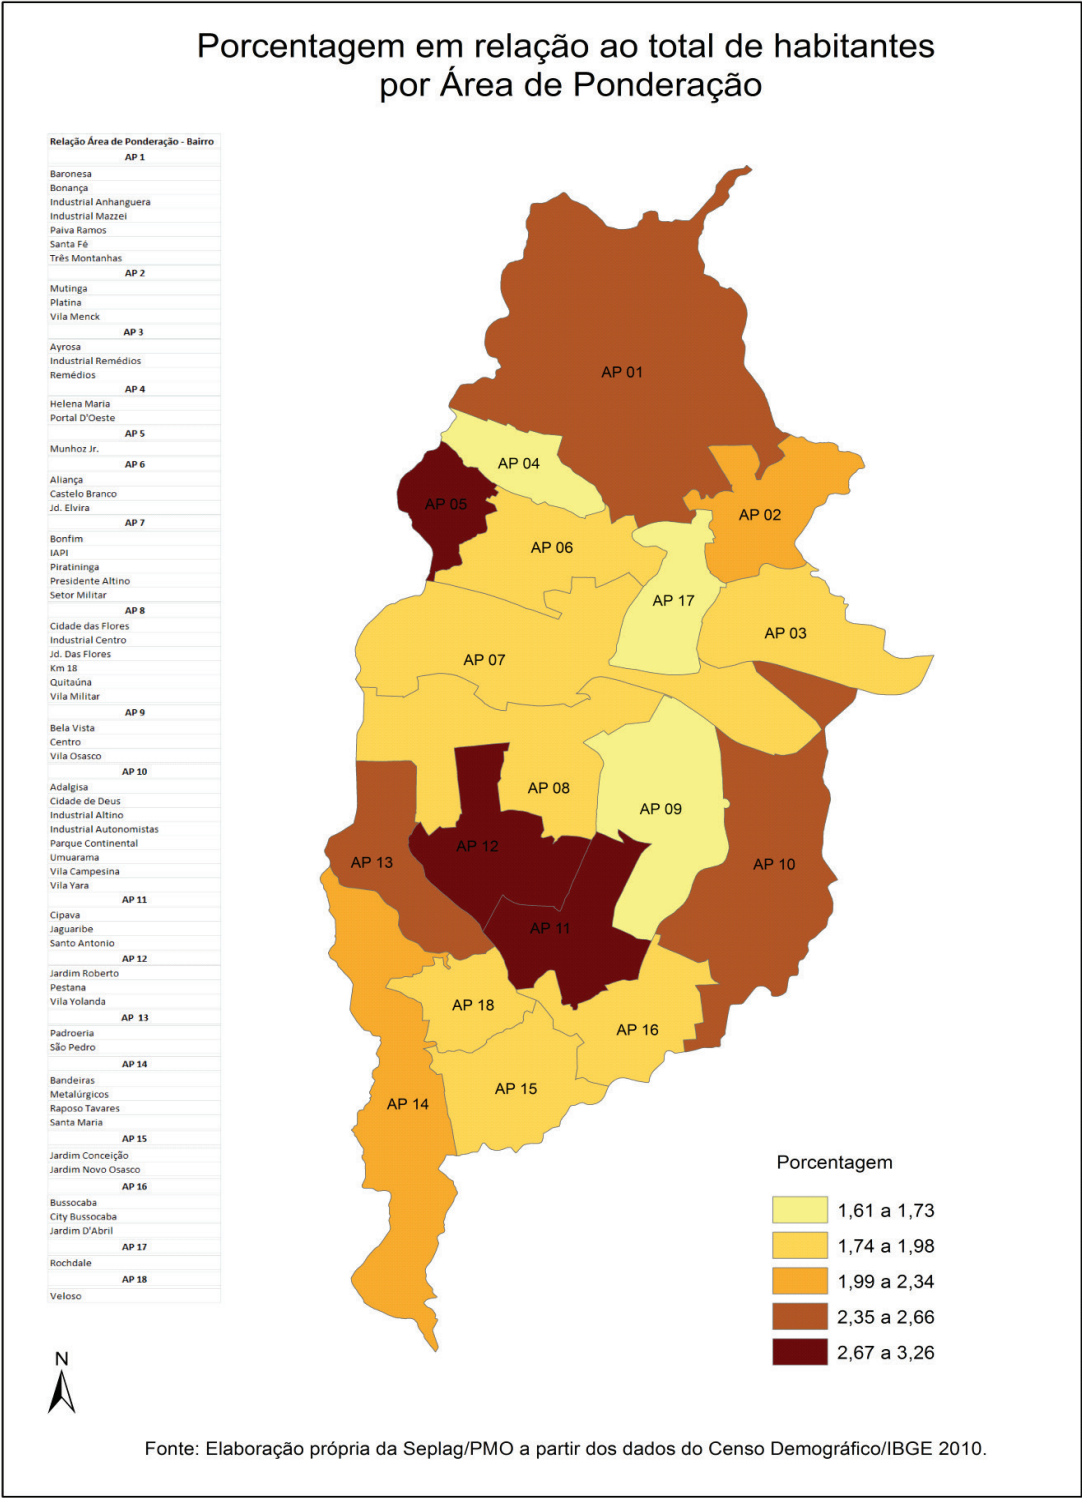 Porcentagem em relação ao total de habitantes
por Área de Ponderação
Relação Área de Ponderação - Bairro
AP 1
Baronesa
Bonança
Industrial Anhanguera
Industrial Mazzei
Paiva Ramos
Santa Fé
Três Montanhas
AP 2
Mutinga
Platina
Vila Menck
AP 3
Ayrosa
Industrial Remédios
Remédios
AP 4
Helena Maria
Portal D'Oeste
AP 5
Munhoz Jr.
AP 6
Aliança
Castelo Branco
Jd. Elvira
AP 7
Bonfim
IAPI
Piratininga
Presidente Altino
Setor Militar
AP 8
Cidade das Flores
Industrial Centro
Jd. Das Flores
Km 18
Quitaúna
Vila Militar
AP 9
Bela Vista
Centro
Vila Osasco
AP 10
Adalgisa
Cidade de Deus
Industrial Altino
Industrial Autonomistas
Parque Continental
Umuarama
Vila Campesina
Vila Yara
AP 11
Cipava
Jaguaribe
Santo Antonio
AP 12
Jardim Roberto
Pestana
Vila Yolanda
AP 13
Padroeria
São Pedro
AP 14
Bandeiras
Metalúrgicos
Raposo Tavares
Santa Maria
AP 15
Jardim Conceição
Jardim Novo Osasco
AP 16
Bussocaba
City Bussocaba
Jardim D'Abril
AP 17
Rochdale
AP 18
Veloso
AP 01
AP 04
AP 05
AP 02
AP 06
AP 17
AP 03
AP 07
AP 08
AP 09
AP 12
AP 13
AP 10
AP 11
AP 18
AP 16
AP 15
AP 14
Porcentagem
1,61 a 1,73
1,74 a 1,98
1,99 a 2,34
2,35 a 2,66
2,67 a 3,26
N
Fonte: Elaboração própria da Seplag/PMO a partir dos dados do Censo Demográfico/IBGE 2010.